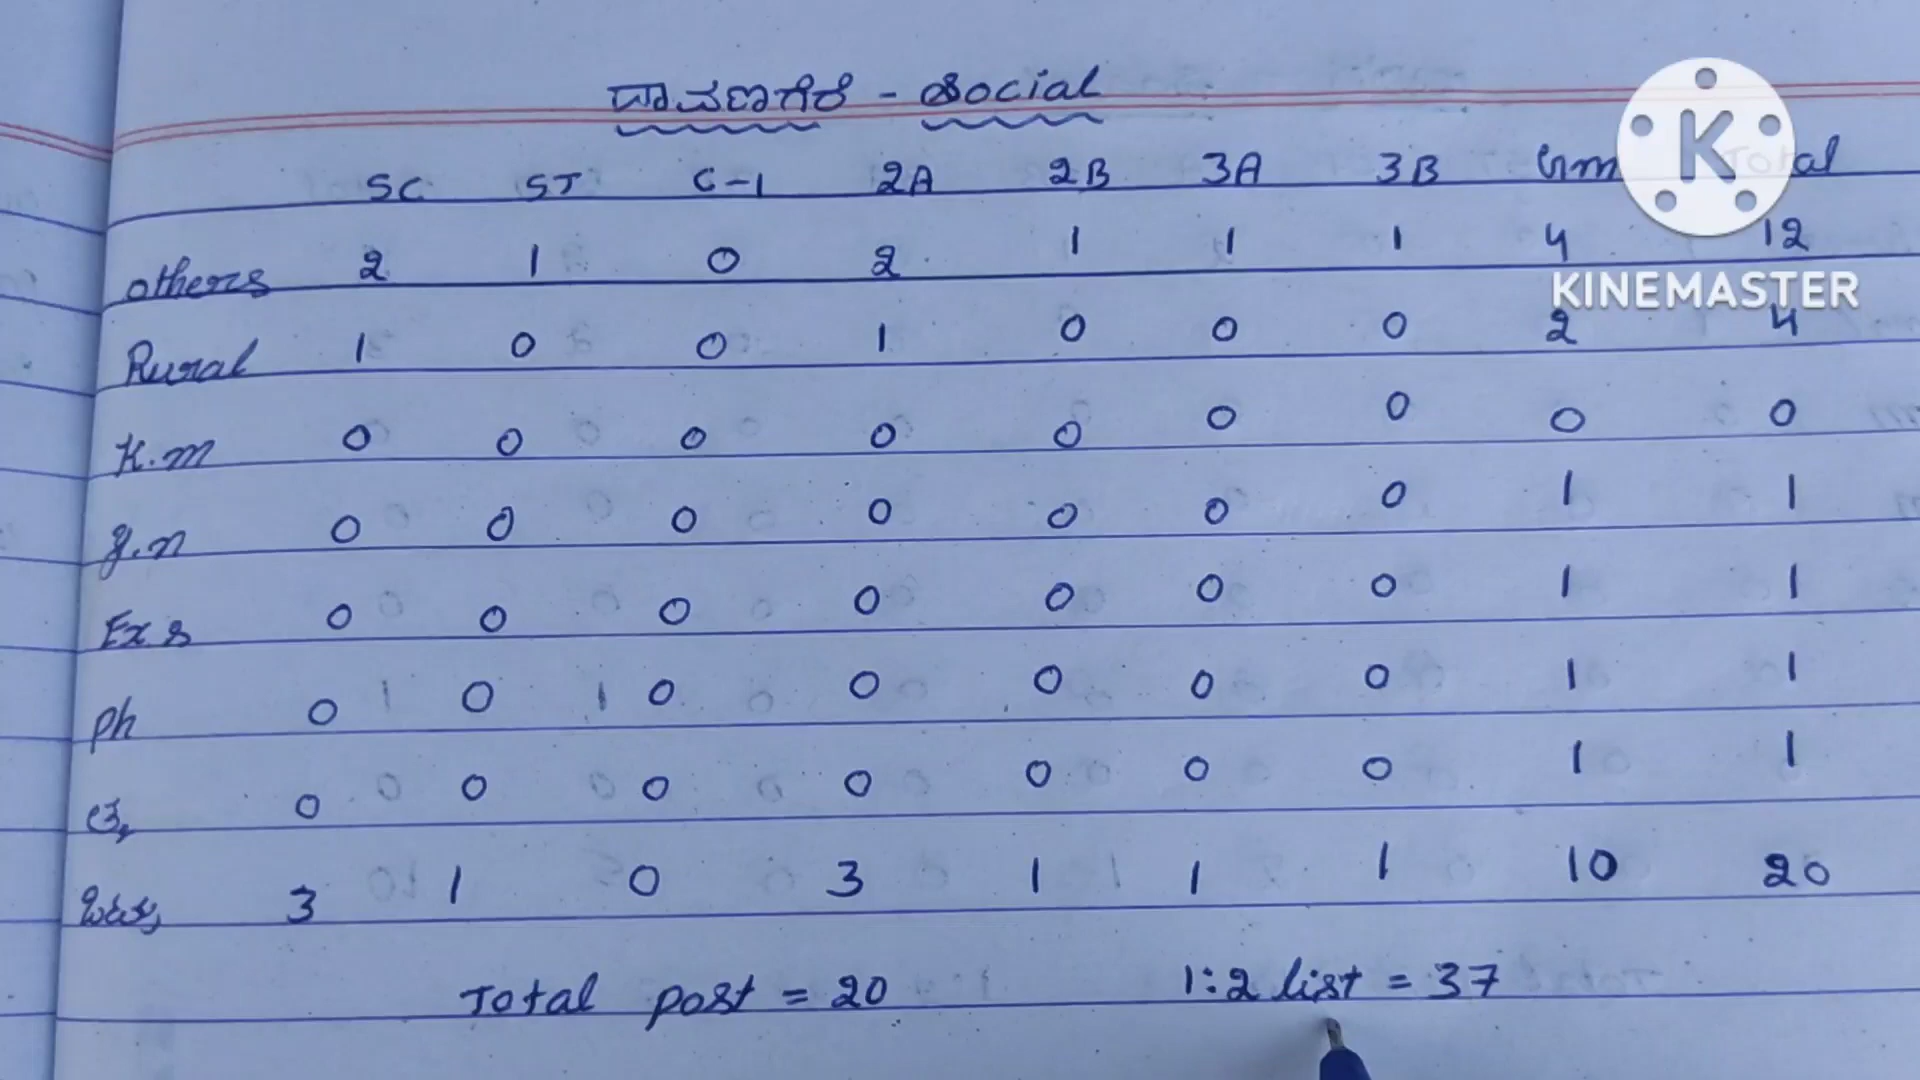 ದಾವಣಗೆರೆ - Social
SC ST C-1 2A 2B 3A 3B Gm Total
others 2 1 0 2 1 1 1 4 12
Rural 1 0 0 1 0 0 0 2 4
K.m 0 0 0 0 0 0 0 0 0
0 0 0 0 0 0 0 1 1
Ex s 0 0 0 0 0 0 0 1 1
Ph 0 0 0 0 0 0 0 1 1
0 0 0 0 0 0 0 1 1
ಒಟ್ಟು 3 1 0 3 1 1 1 10 20
Total post = 20 1:2 list = 37
K
KINEMASTER